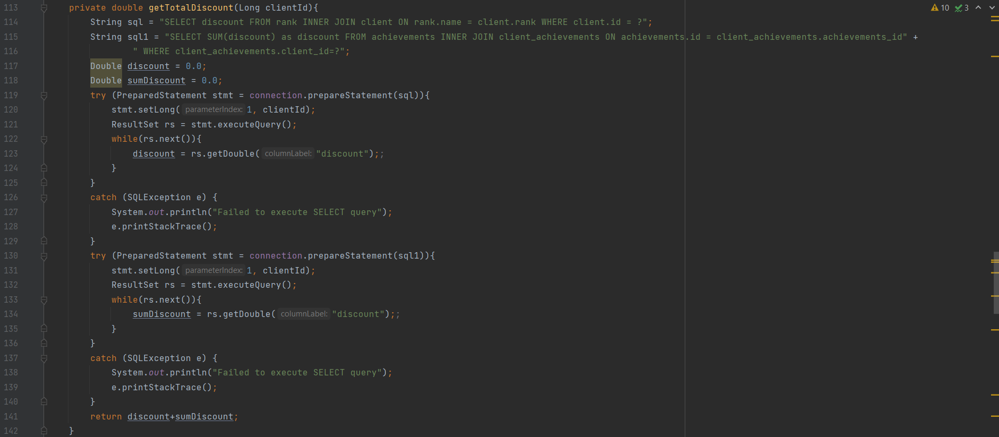 113 private double getTotalDiscount(Long clientId){ 10 3
114 String sql = "SELECT discount FROM rank INNER JOIN client ON rank.name = client.rank WHERE client.id = ?";
115 String sql1 = "SELECT SUM(discount) as discount FROM achievements INNER JOIN client_achievements ON achievements.id = client_achievements.achievements_id" +
116 " WHERE client_achievements.client_id=?";
117 Double discount = 0.0;
118 Double sumDiscount = 0.0;
119 try (PreparedStatement stmt = connection.prepareStatement(sql)){
120 stmt.setLong( parameterIndex: 1, clientId);
121 ResultSet rs = stmt.executeQuery();
122 while(rs.next()){
123 discount = rs.getDouble( columnLabel: "discount");;
124 }
125 }
126 catch (SQLException e) {
127 System.out.println("Failed to execute SELECT query");
128 e.printStackTrace();
129 }
130 try (PreparedStatement stmt = connection.prepareStatement(sql1)){
131 stmt.setLong( parameterIndex: 1, clientId);
132 ResultSet rs = stmt.executeQuery();
133 while(rs.next()){
134 sumDiscount = rs.getDouble( columnLabel: "discount");;
135 }
136 }
137 catch (SQLException e) {
138 System.out.println("Failed to execute SELECT query");
139 e.printStackTrace();
140 }
141 return discount+sumDiscount;
142 }